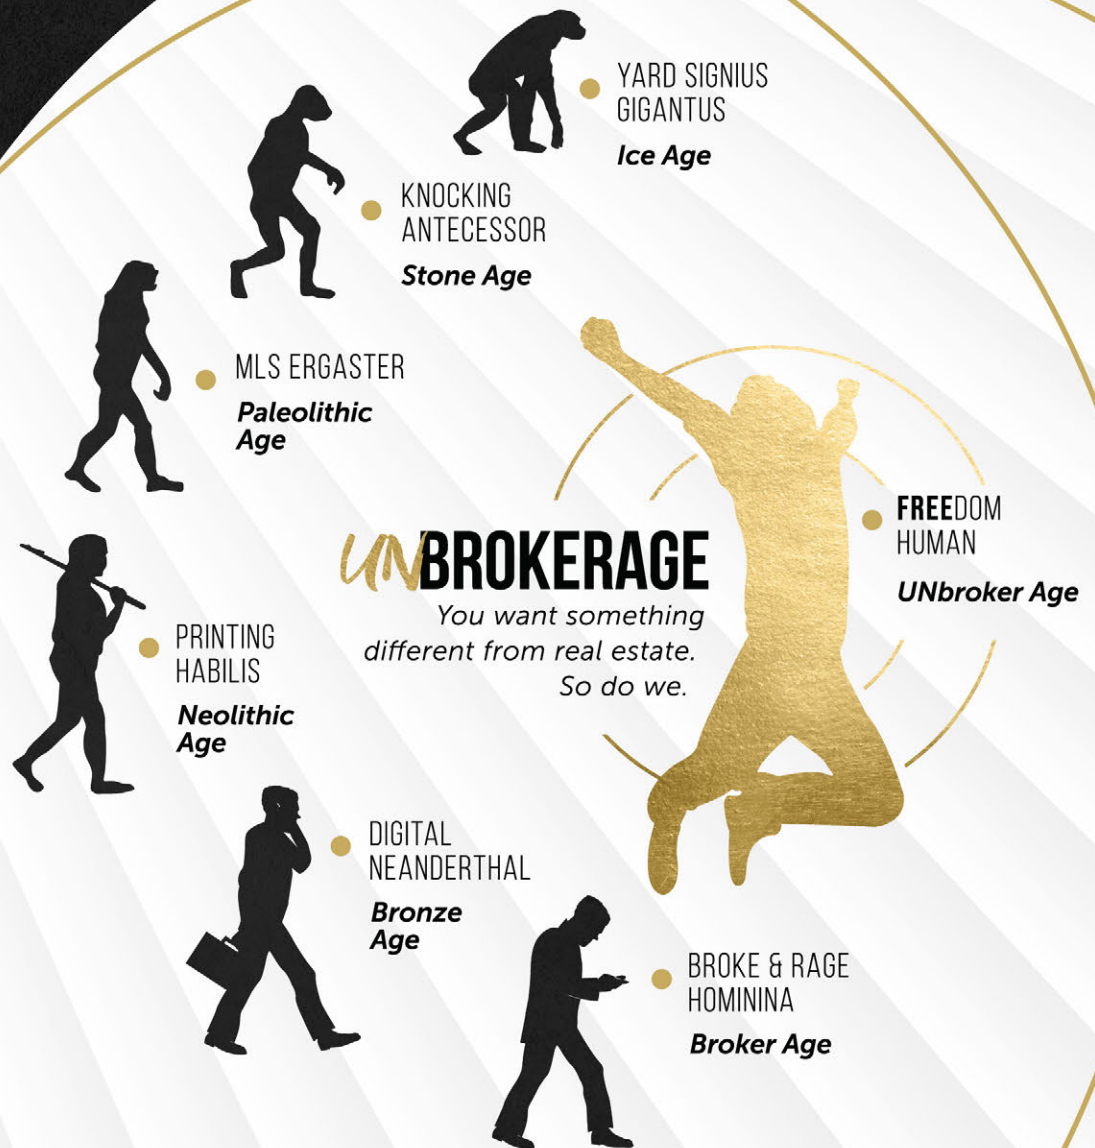 YARD SIGNIUS
GIGANTUS
Ice Age
KNOCKING
ANTECESSOR
Stone Age
MLS ERGASTER
Paleolithic
Age
PRINTING
HABILIS
Neolithic
Age
DIGITAL
NEANDERTHAL
Bronze
Age
BROKE & RAGE
HOMININA
Broker Age
FREEDOM
HUMAN
UNbroker Age
UNBROKERAGE
You want something
different from real estate.
So do we.